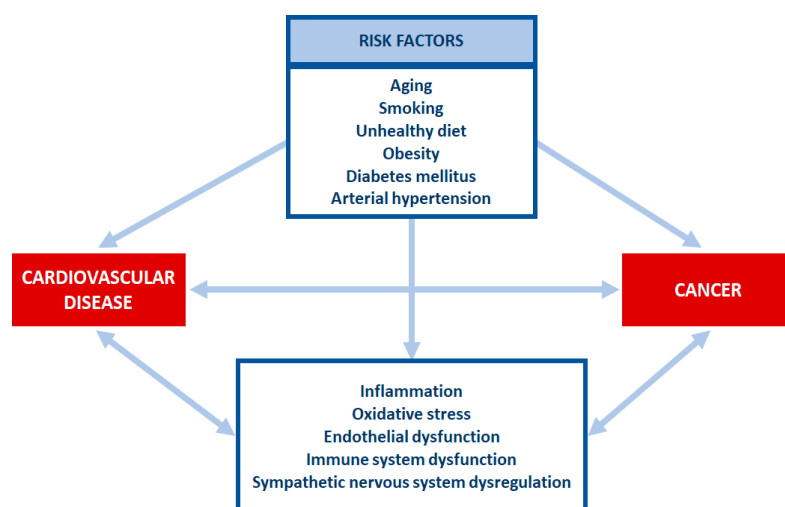 RISK FACTORS
Aging
Smoking
Unhealthy diet
Obesity
Diabetes mellitus
Arterial hypertension
CARDIOVASCULAR
DISEASE
CANCER
Inflammation
Oxidative stress
Endothelial dysfunction
Immune system dysfunction
Sympathetic nervous system dysregulation